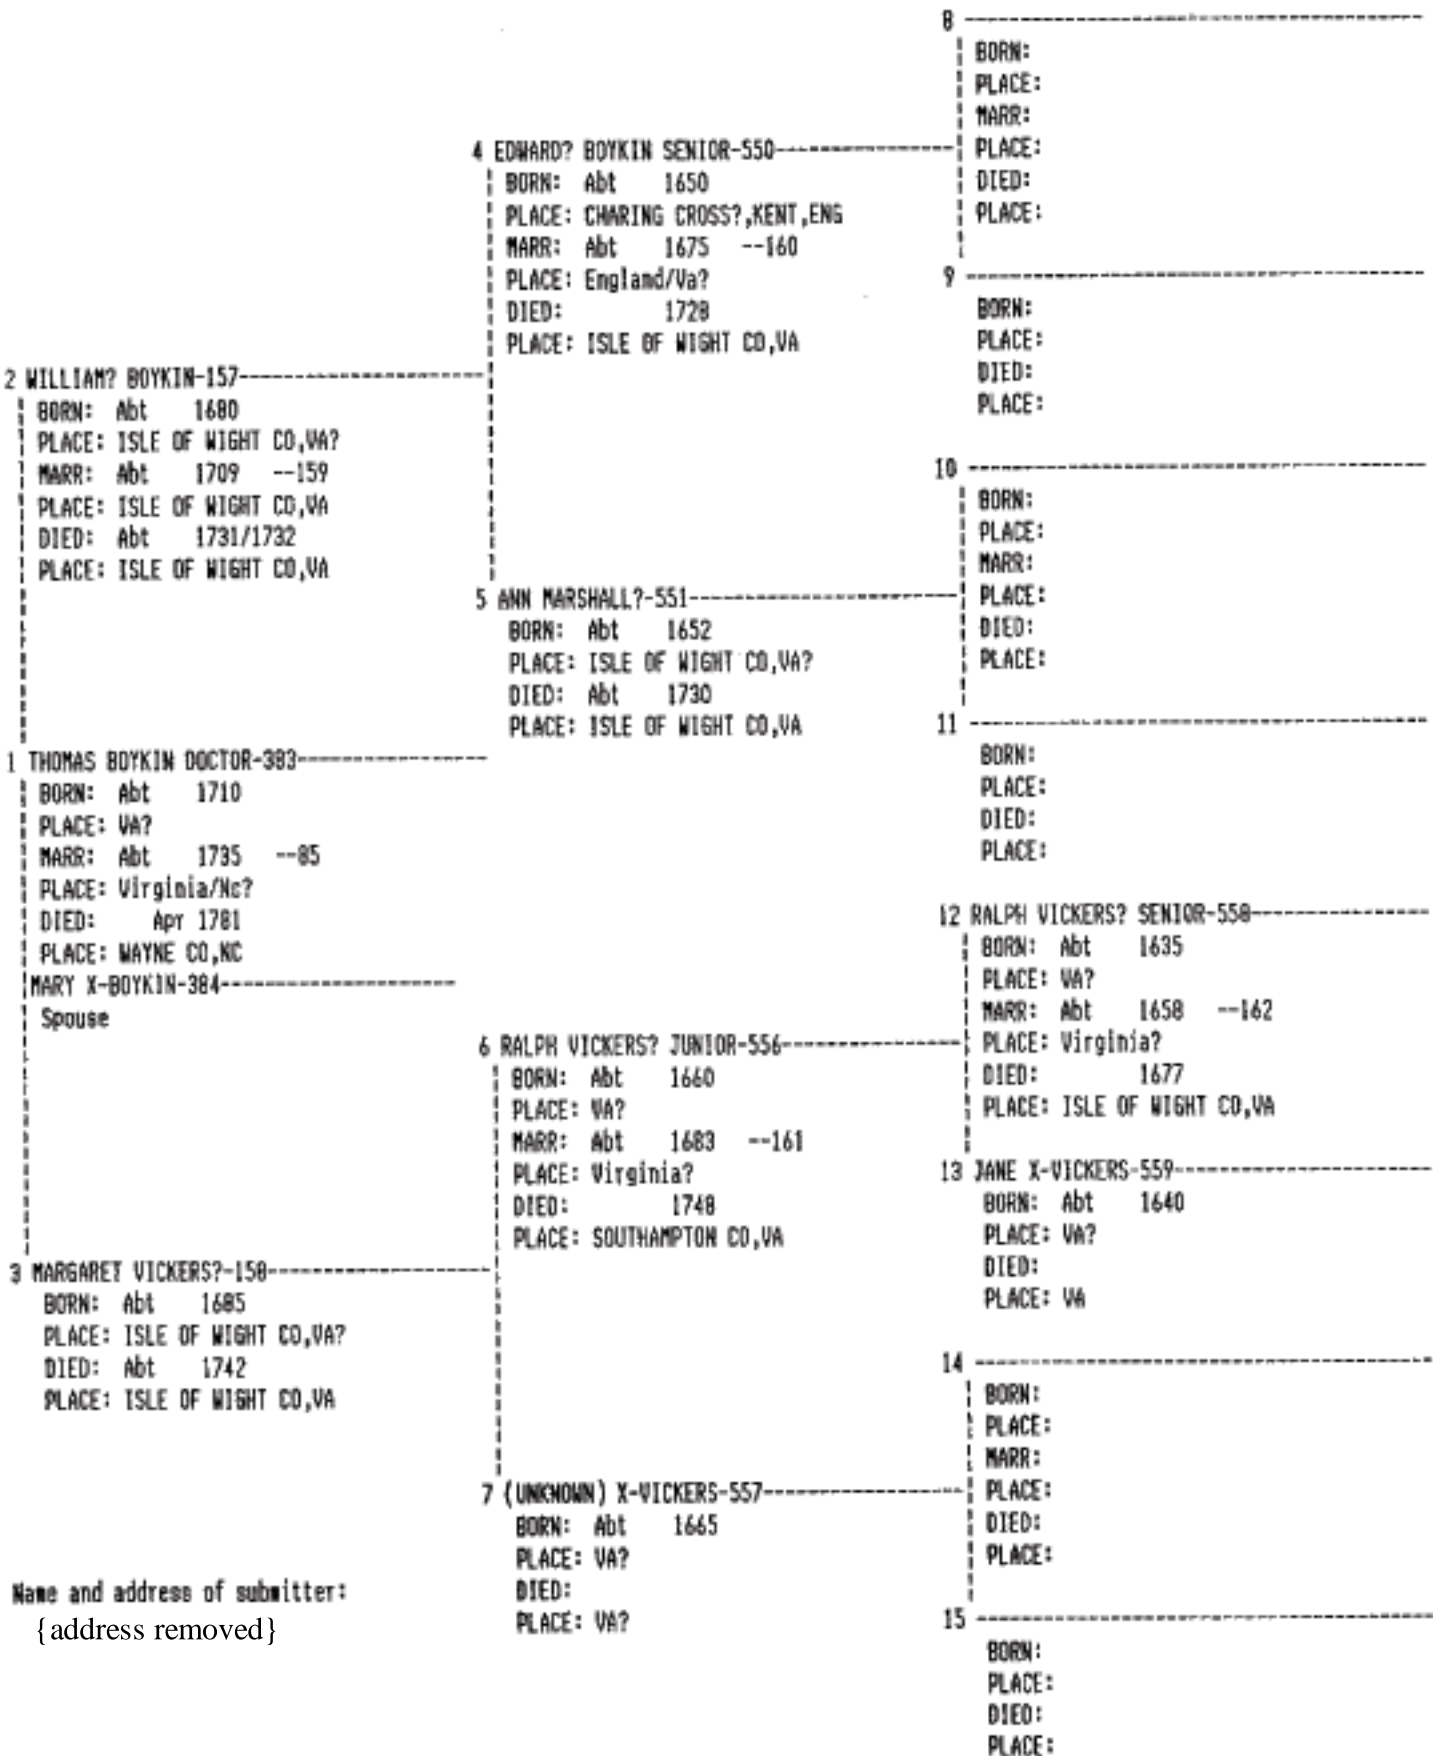 8
BORN:
PLACE:
MARR:
PLACE:
DIED:
PLACE:
4 EDWARD? BOYKIN SENIOR-550
BORN: Abt 1650
PLACE: CHARING CROSS?,KENT,ENG
MARR: Abt 1675 --160
PLACE: England/Va?
DIED: 1728
PLACE: ISLE OF WIGHT CO,VA
9
BORN:
PLACE:
DIED:
PLACE:
2 WILLIAM? BOYKIN-157
BORN: Abt 1680
PLACE: ISLE OF WIGHT CO,VA?
MARR: Abt 1709 --159
PLACE: ISLE OF WIGHT CO,VA
DIED: Abt 1731/1732
PLACE: ISLE OF WIGHT CO,VA
10
BORN:
PLACE:
MARR:
PLACE:
DIED:
PLACE:
5 ANN MARSHALL?-551
BORN: Abt 1652
PLACE: ISLE OF WIGHT CO,VA?
DIED: Abt 1730
PLACE: ISLE OF WIGHT CO,VA
11
BORN:
PLACE:
DIED:
PLACE:
1 THOMAS BOYKIN DOCTOR-383
BORN: Abt 1710
PLACE: VA?
MARR: Abt 1735 --85
PLACE: Virginia/Nc?
DIED: Apr 1781
PLACE: WAYNE CO,NC
MARY X-BOYKIN-384
Spouse
12 RALPH VICKERS? SENIOR-558
BORN: Abt 1635
PLACE: VA?
MARR: Abt 1658 --162
PLACE: Virginia?
DIED: 1677
PLACE: ISLE OF WIGHT CO,VA
6 RALPH VICKERS? JUNIOR-556
BORN: Abt 1660
PLACE: VA?
MARR: Abt 1683 --161
PLACE: Virginia?
DIED: 1748
PLACE: SOUTHAMPTON CO,VA
13 JANE X-VICKERS-559
BORN: Abt 1640
PLACE: VA?
DIED:
PLACE: VA
3 MARGARET VICKERS?-158
BORN: Abt 1685
PLACE: ISLE OF WIGHT CO,VA?
DIED: Abt 1742
PLACE: ISLE OF WIGHT CO,VA
14
BORN:
PLACE:
MARR:
PLACE:
DIED:
PLACE:
7 (UNKNOWN) X-VICKERS-557
BORN: Abt 1665
PLACE: VA?
DIED:
PLACE: VA?
15
BORN:
PLACE:
DIED:
PLACE:
Name and address of submitter:
{address removed}